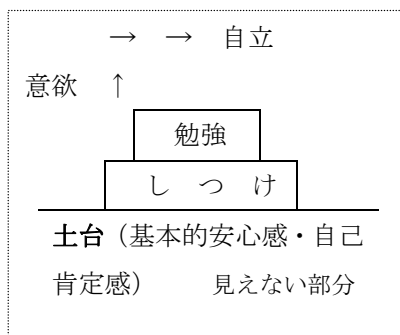 → → 自立
意欲 ↑
勉強
し つ け
土台（基本的安心感・自己
肯定感） 見えない部分